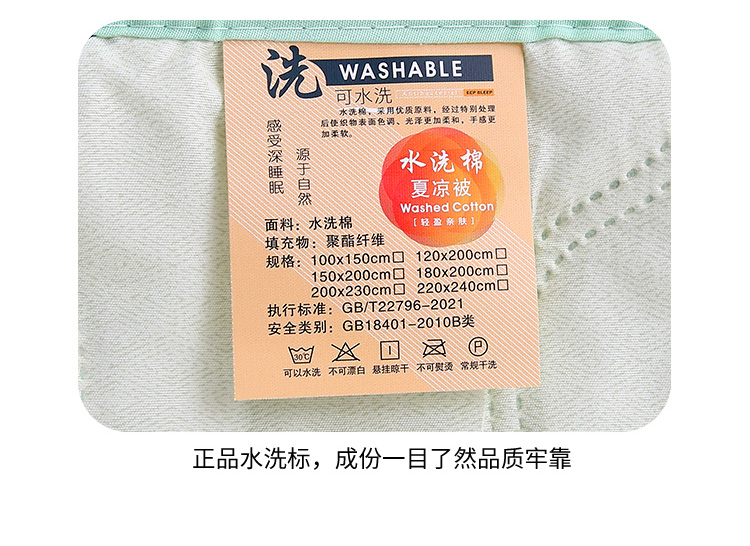 洗 WASHABLE
可水洗 Antibacterial EEP SLEEP
水洗棉，采用优质原料，经过特别处理
后使织物表面色调、光泽更加柔和，手感更
加柔软。
感受深睡眠
源于自然
水洗棉
夏凉被
Washed Cotton
[轻盈亲肤]
面料：水洗棉
填充物：聚酯纤维
规格：100x150cm□ 120x200cm□
150x200cm□ 180x200cm□
200x230cm□ 220x240cm□
执行标准：GB/T22796-2021
安全类别：GB18401-2010B类
30℃ P
可以水洗 不可漂白 悬挂晾干 不可熨烫 常规干洗
正品水洗标，成份一目了然品质牢靠